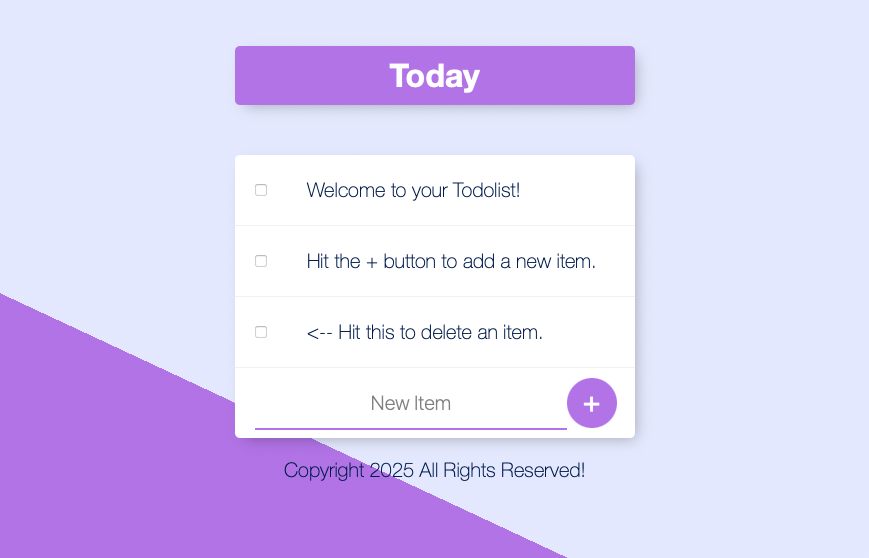 Today
Welcome to your Todolist!
Hit the + button to add a new item.
<-- Hit this to delete an item.
New Item +
Copyright 2025 All Rights Reserved!